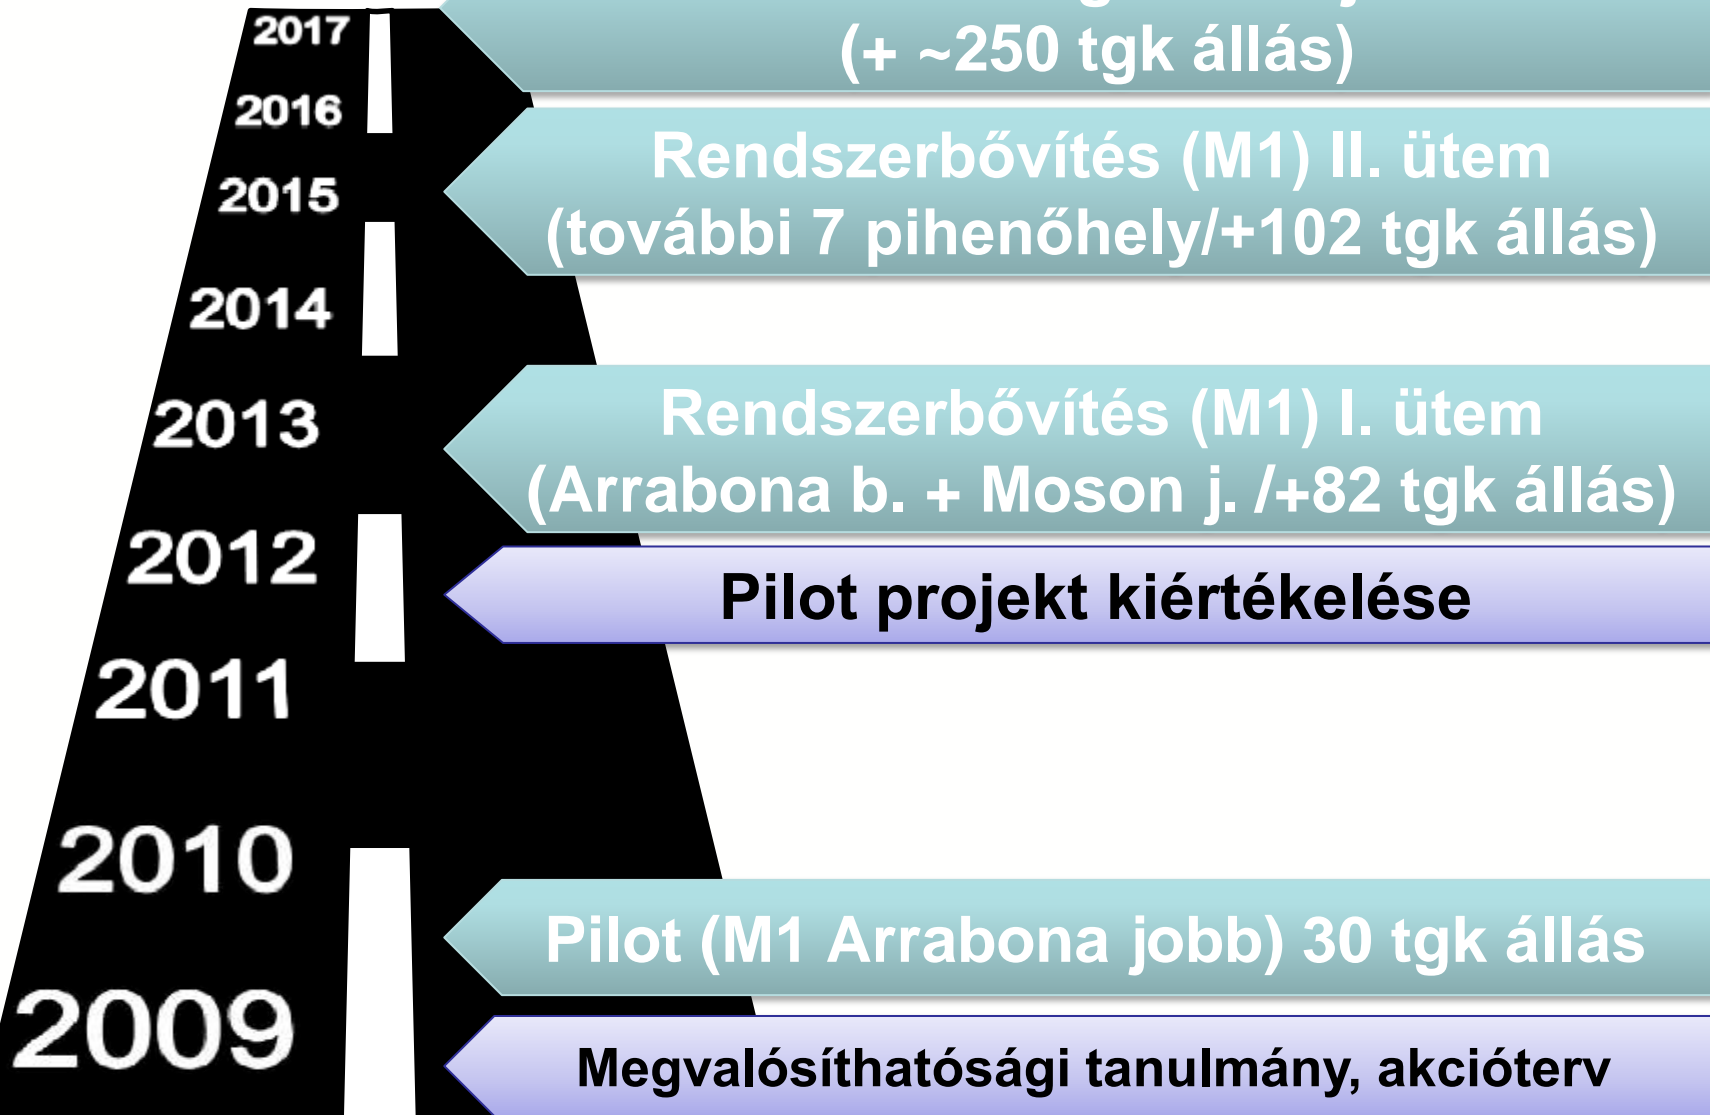 2017
(+ ~250 tgk állás)
2016
Rendszerbővítés (M1) II. ütem
2015
(további 7 pihenőhely/+102 tgk állás)
2014
2013
Rendszerbővítés (M1) I. ütem
(Arrabona b. + Moson j. /+82 tgk állás)
2012
Pilot projekt kiértékelése
2011
2010
Pilot (M1 Arrabona jobb) 30 tgk állás
2009
Megvalósíthatósági tanulmány, akcióterv